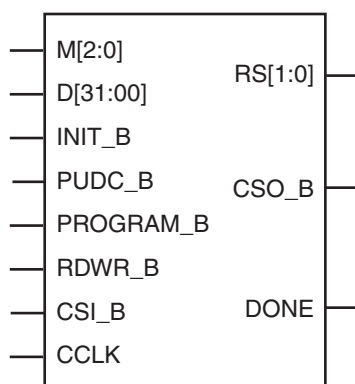 M[2:0]
D[31:00]
INIT_B
PUDC_B
PROGRAM_B
RDWR_B
CSI_B
CCLK
RS[1:0]
CSO_B
DONE